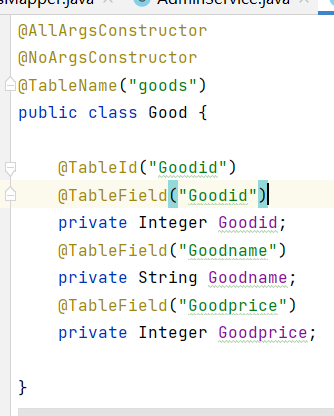 sMapper.java AdminService.java
@AllArgsConstructor
@NoArgsConstructor
@TableName("goods")
public class Good {
@TableId("Goodid")
@TableField("Goodid")
private Integer Goodid;
@TableField("Goodname")
private String Goodname;
@TableField("Goodprice")
private Integer Goodprice;
}